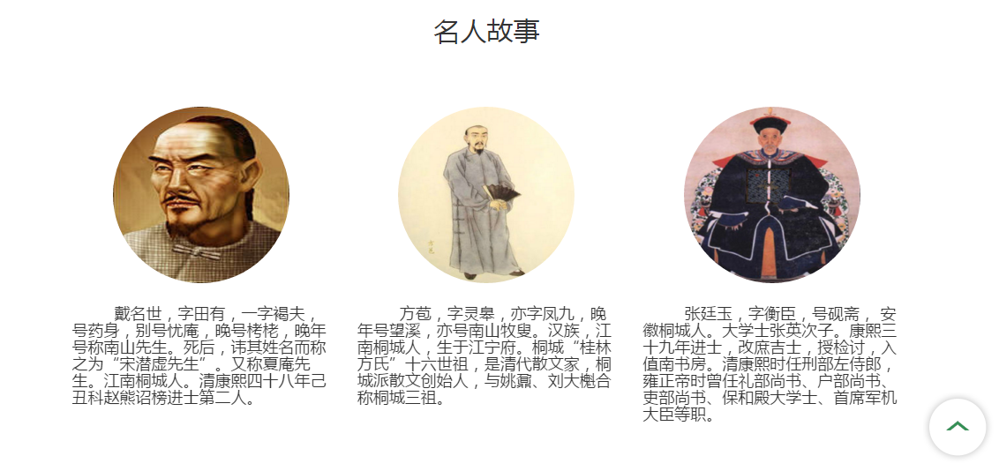 名人故事
戴名世，字田有，一字褐夫，
号药身，别号忧庵，晚号栲栳，晚年
号称南山先生。死后，讳其姓名而称
之为“宋潜虚先生”。又称夏庵先
生。江南桐城人。清康熙四十八年己
丑科赵熊诏榜进士第二人。
方苞，字灵皋，亦字凤九，晚
年号望溪，亦号南山牧叟。汉族，江
南桐城人，生于江宁府。桐城“桂林
方氏”十六世祖，是清代散文家，桐
城派散文创始人，与姚鼐、刘大櫆合
称桐城三祖。
张廷玉，字衡臣，号砚斋， 安
徽桐城人。大学士张英次子。康熙三
十九年进士，改庶吉士，授检讨，入
值南书房。清康熙时任刑部左侍郎，
雍正帝时曾任礼部尚书、户部尚书、
吏部尚书、保和殿大学士、首席军机
大臣等职。